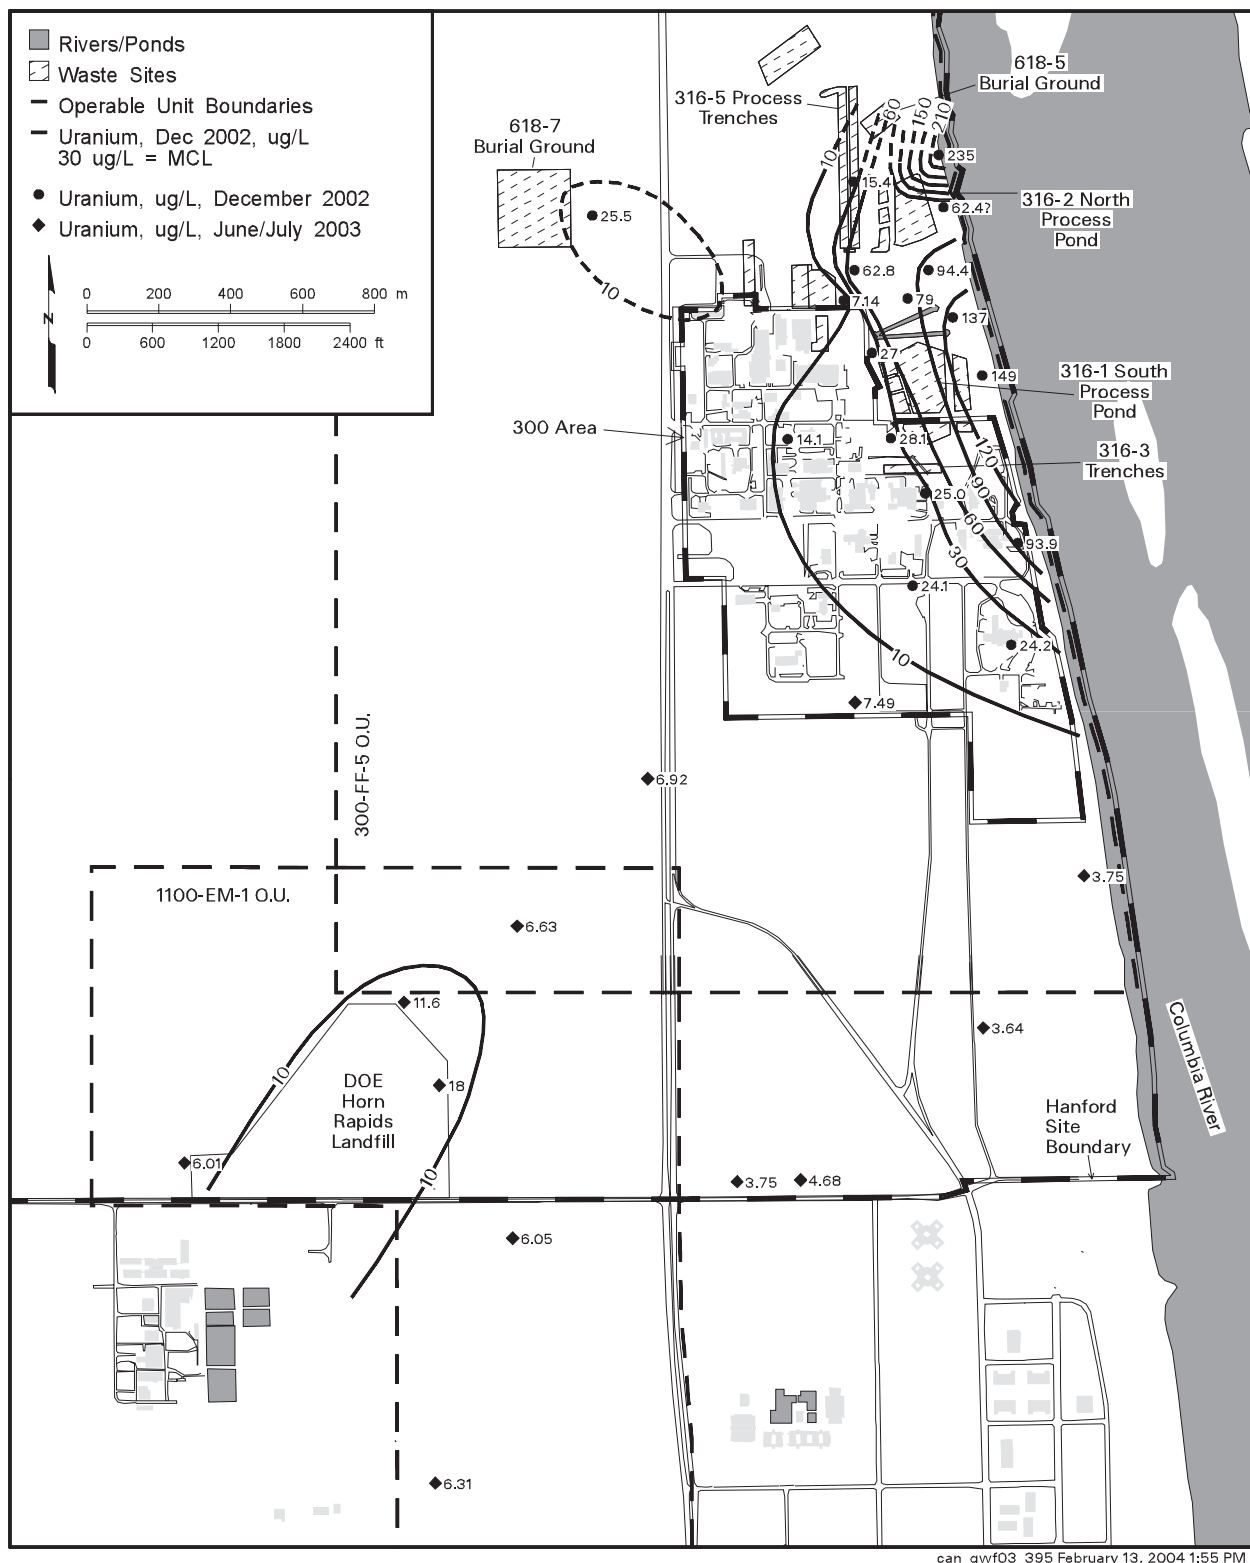 Rivers/Ponds
Waste Sites
Operable Unit Boundaries
Uranium, Dec 2002, ug/L
30 ug/L = MCL
Uranium, ug/L, December 2002
Uranium, ug/L, June/July 2003
0 200 400 600 800 m
N
0 600 1200 1800 2400 ft
618-5
Burial Ground
316-5 Process
Trenches
618-7
Burial Ground
60
150
210
235
10
15.4
316-2 North
Process
Pond
62.4?
25.5
10
62.8
94.4
7.14
79
137
27
149
316-1 South
Process
Pond
300 Area
14.1
28.1
120
316-3
Trenches
90
25.0
60
93.9
30
24.1
24.2
10
7.49
6.92
300-FF-5 O.U.
3.75
1100-EM-1 O.U.
6.63
11.6
3.64
Columbia River
10
18
DOE
Horn
Rapids
Landfill
Hanford
Site
Boundary
6.01
10
3.75
4.68
6.05
6.31
can_gwf03_395 February 13, 2004 1:55 PM